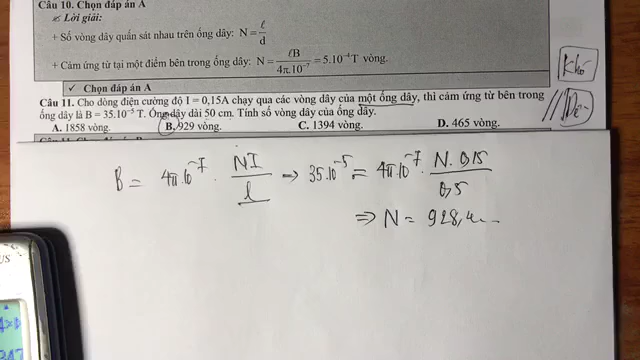 Câu 10. Chọn đáp án A
✍ Lời giải:
+ Số vòng dây quấn sát nhau trên ống dây: N = ℓ/d
+ Cảm ứng từ tại một điểm bên trong ống dây: N = ℓB/4π.10⁻⁷ = 5.10⁻⁴T vòng.
✓ Chọn đáp án A
Câu 11. Cho dòng điện cường độ I = 0,15A chạy qua các vòng dây của một ống dây, thì cảm ứng từ bên trong
ống dây là B = 35.10⁻⁵ T. Ống dây dài 50 cm. Tính số vòng dây của ống dây.
A. 1858 vòng. B. 929 vòng. C. 1394 vòng. D. 465 vòng.
B = 4π.10⁻⁷ . NI/l → 35.10⁻⁵ = 4π.10⁻⁷ . N.0,15/0,5
⇒ N = 928,4...